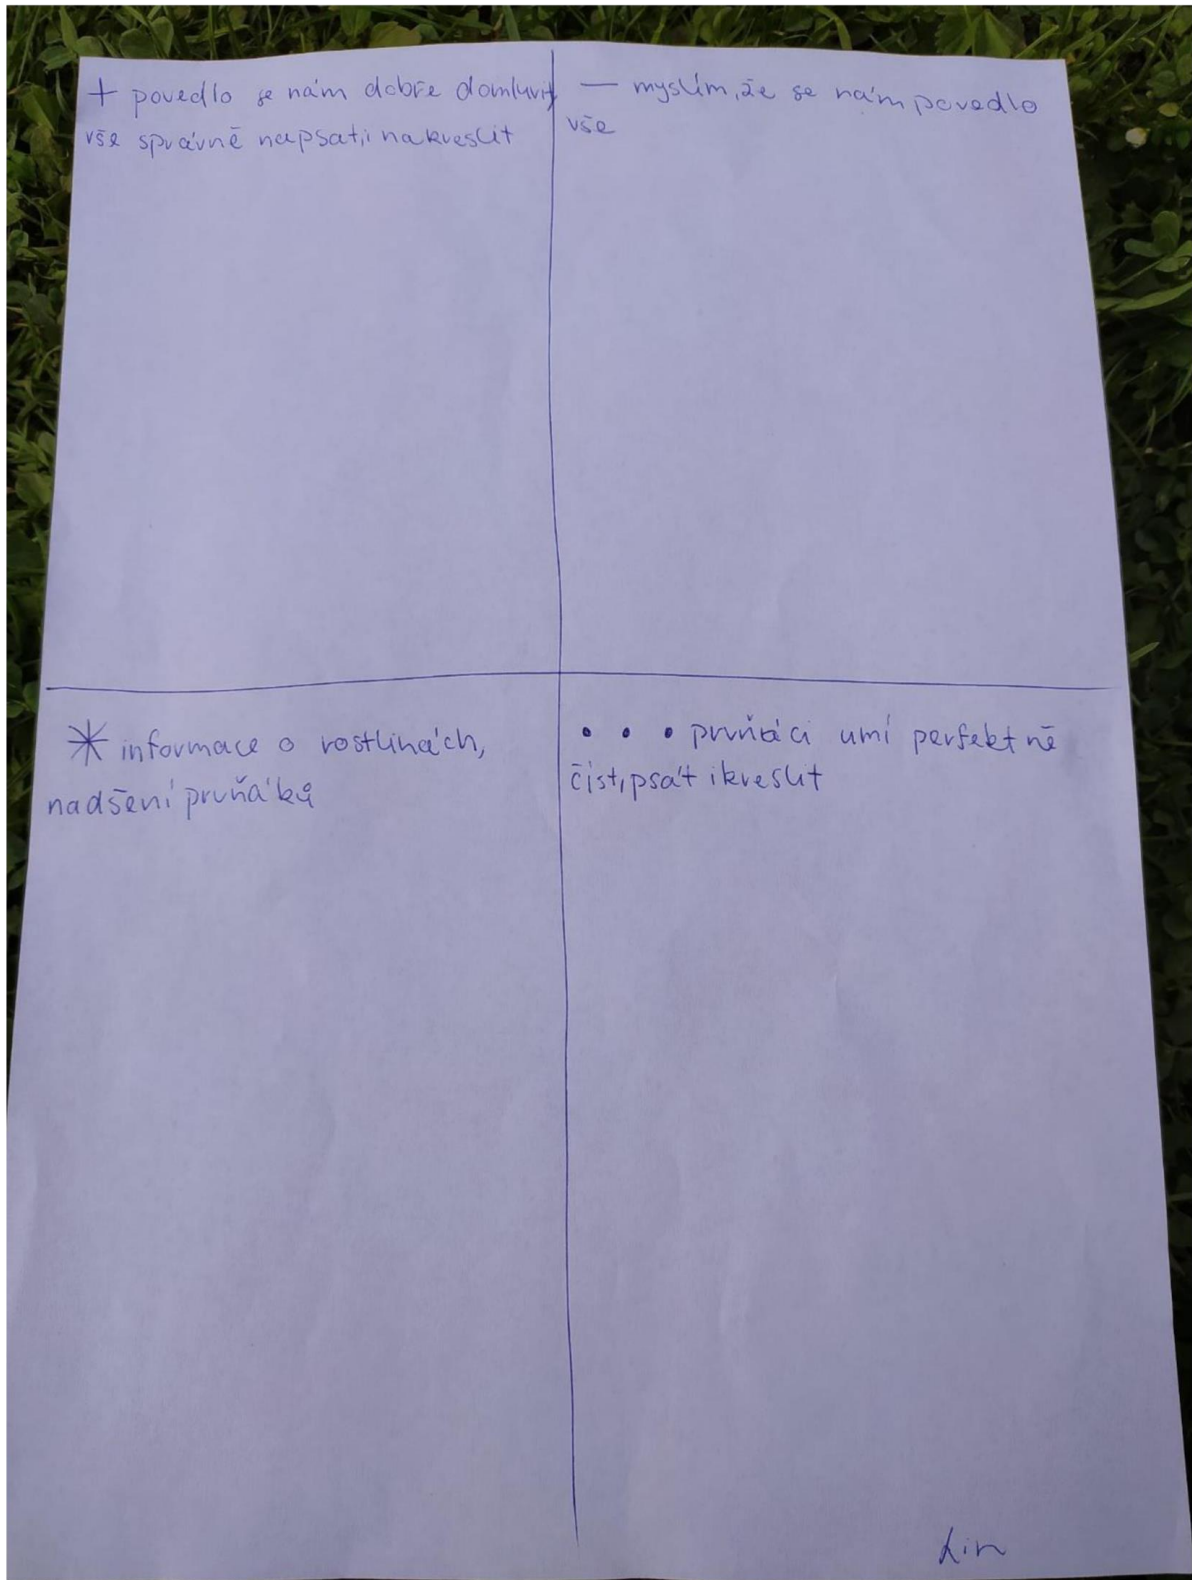 + povedlo se nám dobře domluvit,
vše správně napsat, i nakreslit
— myslím, že se nám povedlo
vše
* informace o rostlinách,
nadšení prvňáků
• • • prvňáci umí perfektně
číst, psát i kreslit
Lin